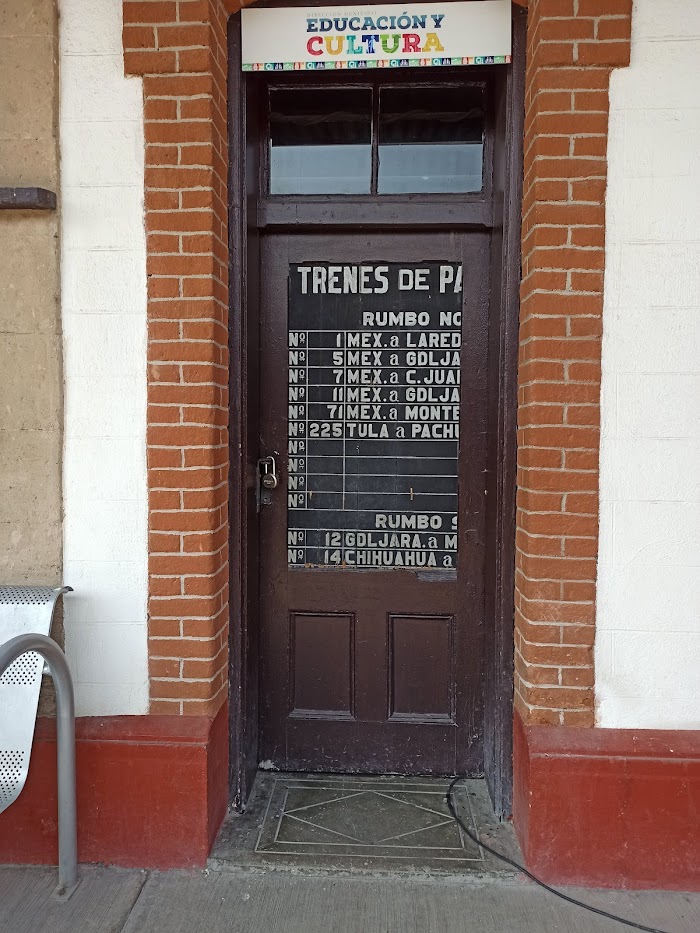 DIRECCIÓN MUNICIPAL
EDUCACIÓN Y
CULTURA
TRENES DE PA
RUMBO NO
Nº 1 MEX. a LARED
Nº 5 MEX. a GDLJA
Nº 7 MEX. a C. JUA
Nº 11 MEX. a GDLJA
Nº 71 MEX. a MONTE
Nº 225 TULA a PACHU
Nº
Nº
Nº
Nº
RUMBO S
Nº 12 GDLJARA. a M
Nº 14 CHIHUAHUA a